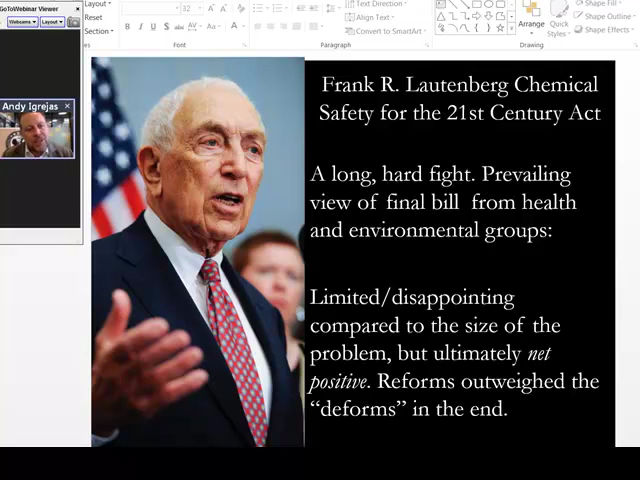 GoToWebinar Viewer
Webcams
Layout
Andy Igrejas
Layout
Reset
Section
Font
32
B I U S
Aa
A
Text Direction
Align Text
Convert to SmartArt
Paragraph
Arrange
Quick
Styles
Shape Fill
Shape Outline
Shape Effects
Drawing
Frank R. Lautenberg Chemical
Safety for the 21st Century Act
A long, hard fight. Prevailing
view of final bill from health
and environmental groups:
Limited/disappointing
compared to the size of the
problem, but ultimately net
positive. Reforms outweighed the
“deforms” in the end.